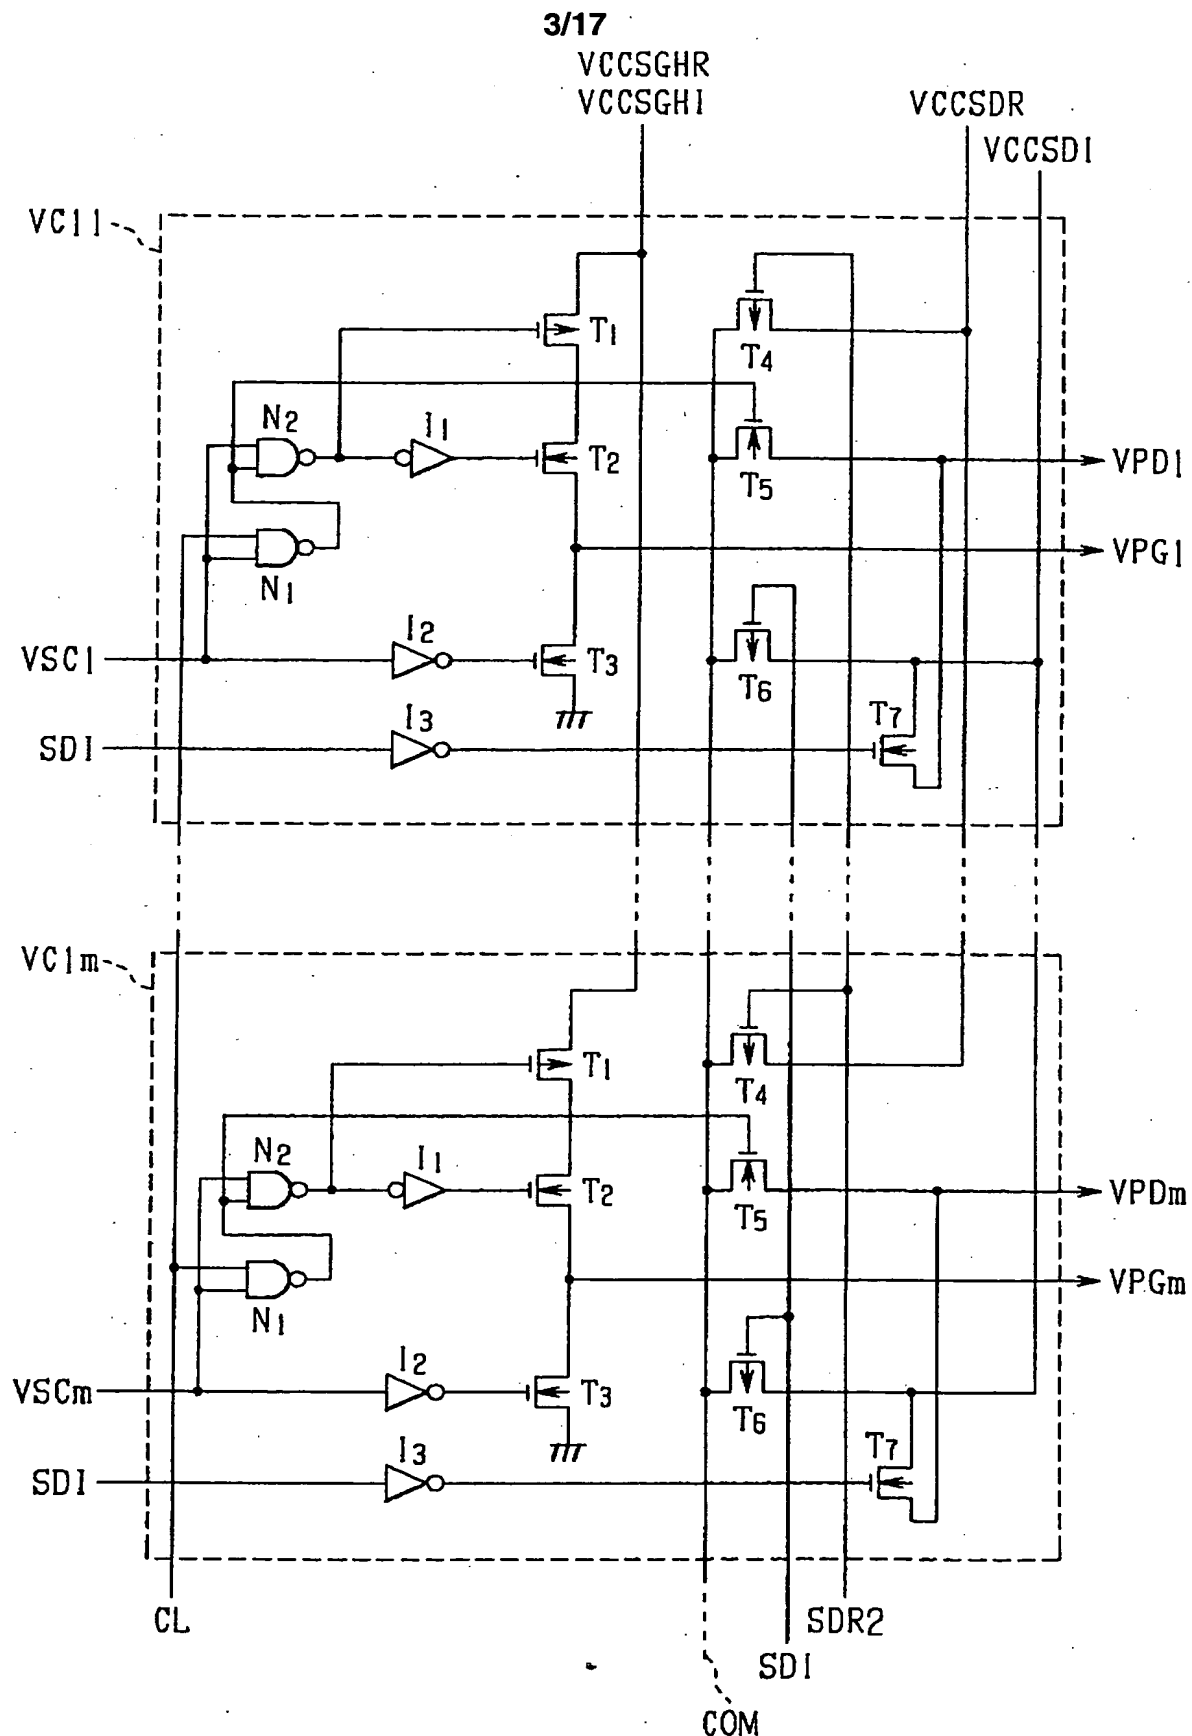 3/17
VCCSGHR
VCCSGHI
VCCSDR
VCCSDI
VC11
T1
T4
N2
I1
T2
T5
VPD1
VPG1
N1
I2
VSC1
T3
T6
I3
T7
SDI
VC1m
T1
T4
N2
I1
T2
T5
VPDm
VPGm
N1
I2
VSCm
T3
T6
I3
T7
SDI
CL
SDR2
SDI
COM